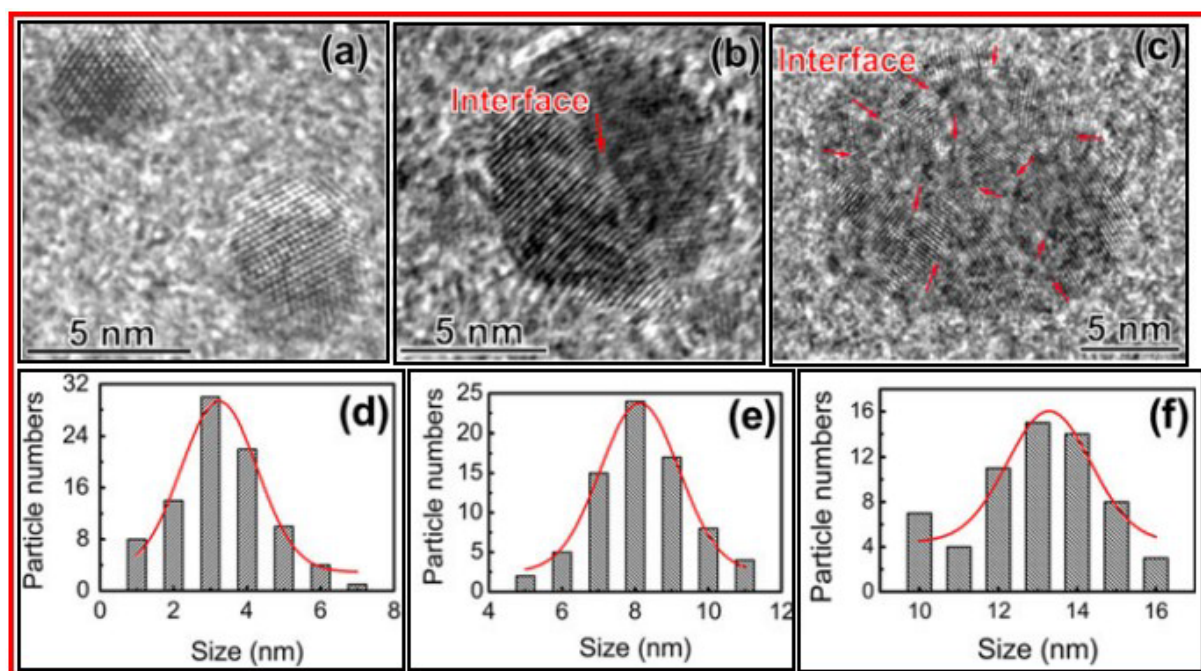 (a)
5 nm
(b)
Interface
5 nm
(c)
Interface
5 nm
(d)
Particle numbers
32
24
16
8
0
0 2 4 6 8
Size (nm)
(e)
Particle numbers
25
20
15
10
5
0
4 6 8 10 12
Size (nm)
(f)
Particle numbers
16
12
8
4
0
10 12 14 16
Size (nm)